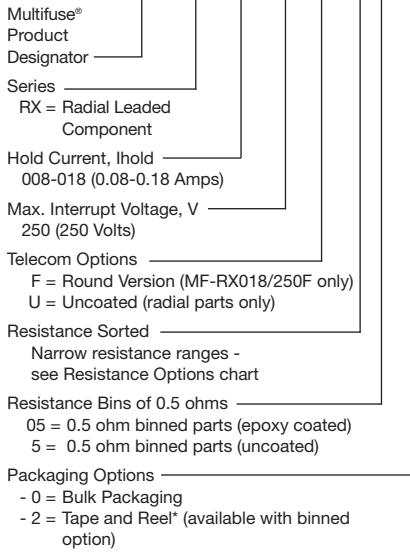 Multifuse®
Product
Designator
Series
RX = Radial Leaded
Component
Hold Current, Ihold
008-018 (0.08-0.18 Amps)
Max. Interrupt Voltage, V
250 (250 Volts)
Telecom Options
F = Round Version (MF-RX018/250F only)
U = Uncoated (radial parts only)
Resistance Sorted
Narrow resistance ranges -
see Resistance Options chart
Resistance Bins of 0.5 ohms
05 = 0.5 ohm binned parts (epoxy coated)
5 = 0.5 ohm binned parts (uncoated)
Packaging Options
- 0 = Bulk Packaging
- 2 = Tape and Reel* (available with binned
option)